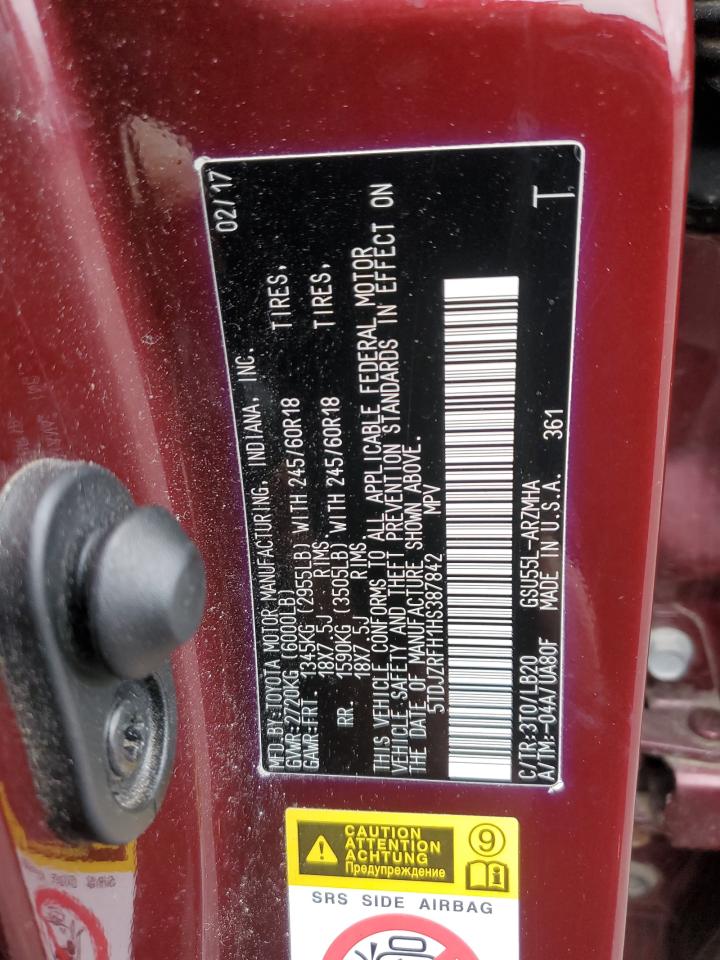 MFD.BY:TOYOTA MOTOR MANUFACTURING, INDIANA, INC. 02/17
GVWR:2720KG (6000LB)
GAWR:FRT. 1345KG (2955LB) WITH 245/60R18 TIRES,
18X7.5J RIMS
RR. 1590KG (3505LB) WITH 245/60R18 TIRES,
18X7.5J RIMS
THIS VEHICLE CONFORMS TO ALL APPLICABLE FEDERAL MOTOR
VEHICLE SAFETY AND THEFT PREVENTION STANDARDS IN EFFECT ON
THE DATE OF MANUFACTURE SHOWN ABOVE.
5TDJZRFH1HS387842 MPV
C/TR:3T0/LB20 GSU55L-ARZMHA T
A/TM:-04A/UA80F MADE IN U.S.A. 361
CAUTION
ATTENTION
ACHTUNG
Предупреждение
9
SRS SIDE AIRBAG